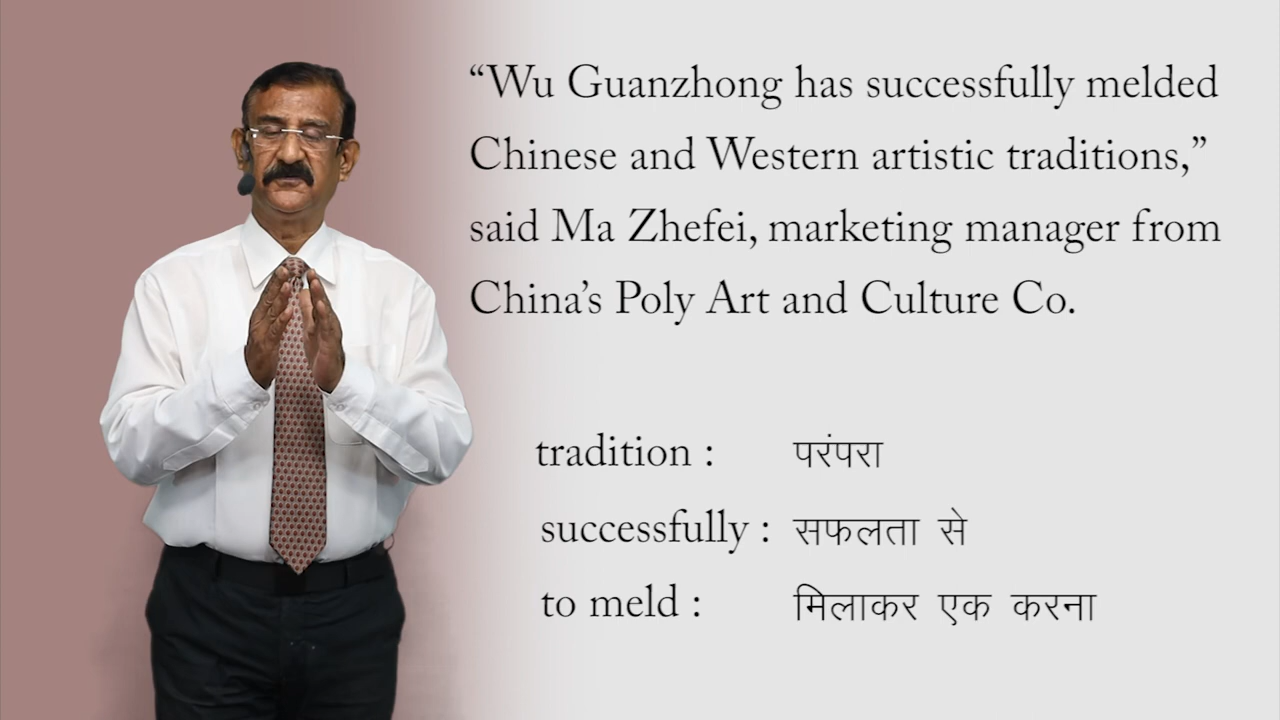 “Wu Guanzhong has successfully melded
Chinese and Western artistic traditions,”
said Ma Zhefei, marketing manager from
China’s Poly Art and Culture Co.
tradition : परंपरा
successfully : सफलता से
to meld : मिलाकर एक करना